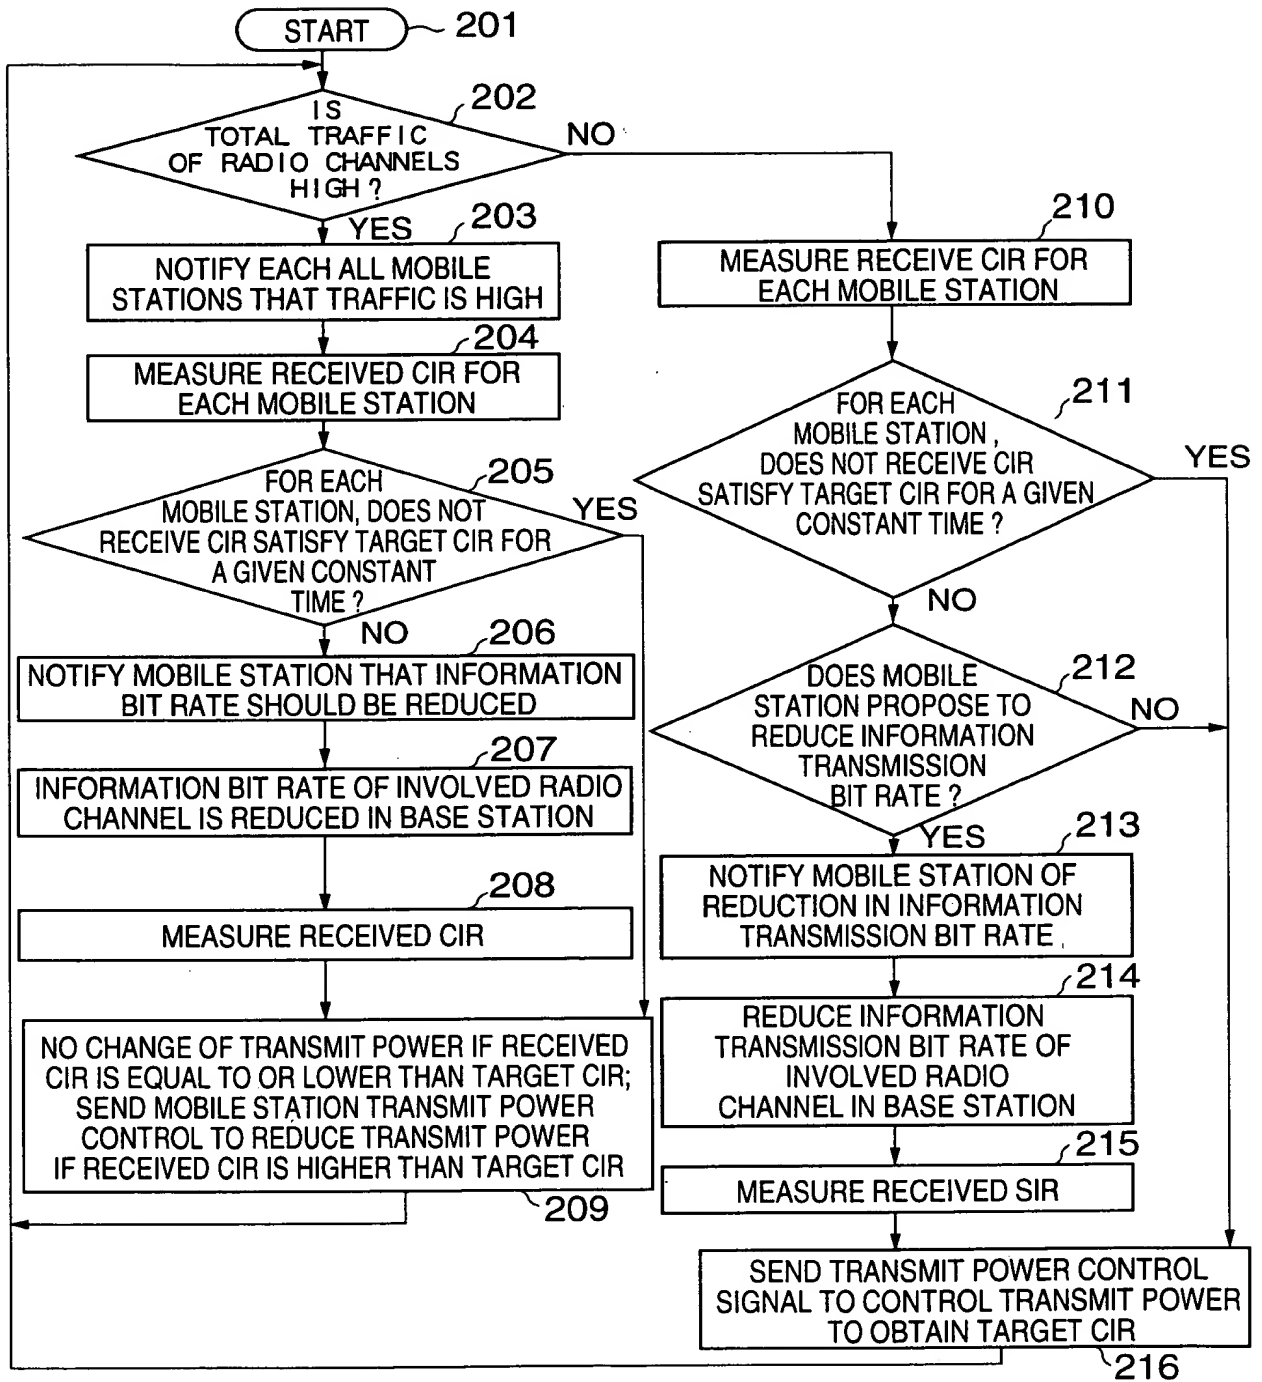 START
201
202
IS
TOTAL TRAFFIC
OF RADIO CHANNELS
HIGH?
NO
YES
203
NOTIFY EACH ALL MOBILE
STATIONS THAT TRAFFIC IS HIGH
204
MEASURE RECEIVED CIR FOR
EACH MOBILE STATION
205
FOR EACH
MOBILE STATION, DOES NOT
RECEIVE CIR SATISFY TARGET CIR FOR
A GIVEN CONSTANT
TIME ?
YES
NO
206
NOTIFY MOBILE STATION THAT INFORMATION
BIT RATE SHOULD BE REDUCED
207
INFORMATION BIT RATE OF INVOLVED RADIO
CHANNEL IS REDUCED IN BASE STATION
208
MEASURE RECEIVED CIR
NO CHANGE OF TRANSMIT POWER IF RECEIVED
CIR IS EQUAL TO OR LOWER THAN TARGET CIR;
SEND MOBILE STATION TRANSMIT POWER
CONTROL TO REDUCE TRANSMIT POWER
IF RECEIVED CIR IS HIGHER THAN TARGET CIR
209
210
MEASURE RECEIVE CIR FOR
EACH MOBILE STATION
211
FOR EACH
MOBILE STATION ,
DOES NOT RECEIVE CIR
SATISFY TARGET CIR FOR A GIVEN
CONSTANT TIME ?
YES
NO
212
DOES MOBILE
STATION PROPOSE TO
REDUCE INFORMATION
TRANSMISSION
BIT RATE ?
NO
YES
213
NOTIFY MOBILE STATION OF
REDUCTION IN INFORMATION
TRANSMISSION BIT RATE
214
REDUCE INFORMATION
TRANSMISSION BIT RATE OF
INVOLVED RADIO
CHANNEL IN BASE STATION
215
MEASURE RECEIVED SIR
SEND TRANSMIT POWER CONTROL
SIGNAL TO CONTROL TRANSMIT POWER
TO OBTAIN TARGET CIR
216